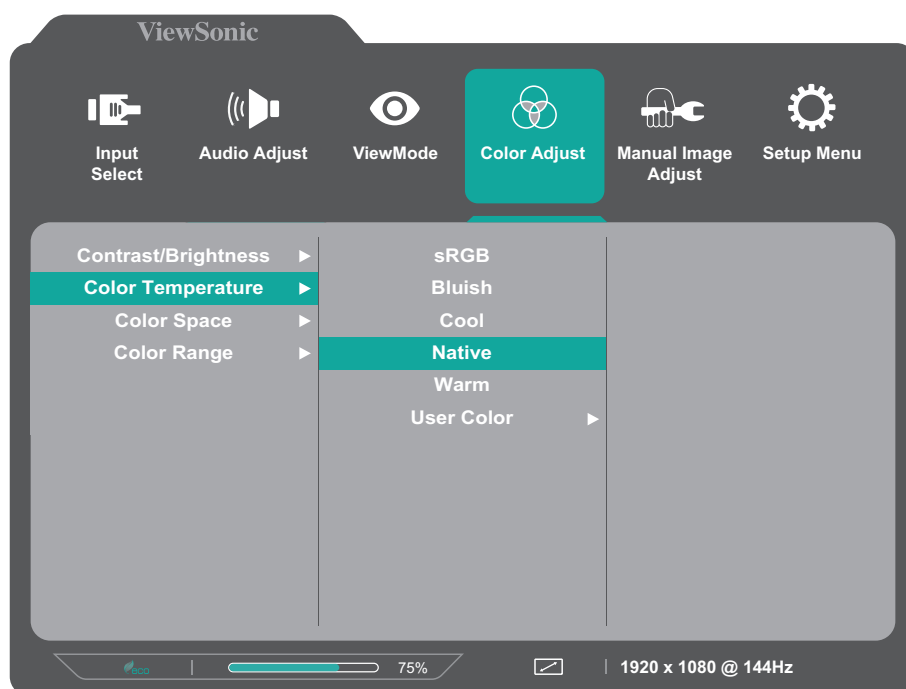 ViewSonic
Input Select
Audio Adjust
ViewMode
Color Adjust
Manual Image Adjust
Setup Menu
Contrast/Brightness
Color Temperature
Color Space
Color Range
sRGB
Bluish
Cool
Native
Warm
User Color
eco
75%
1920 x 1080 @ 144Hz